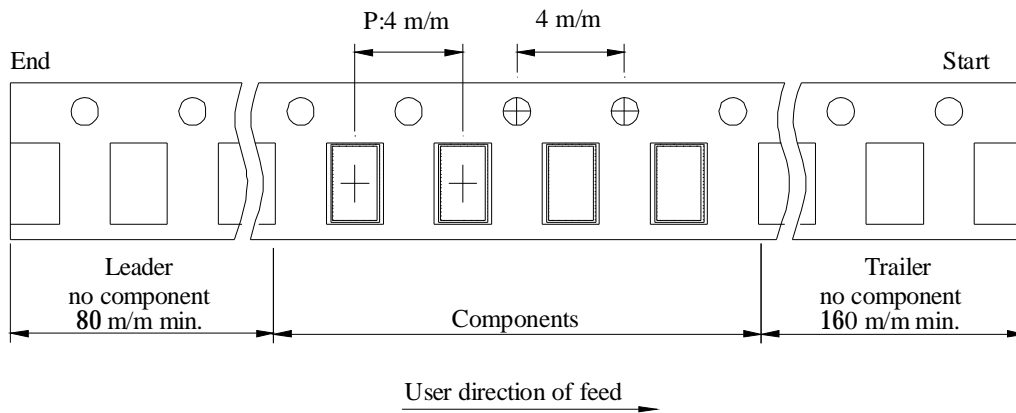 P:4 m/m
4 m/m
End
Start
Leader
no component
80 m/m min.
Components
Trailer
no component
160 m/m min.
User direction of feed